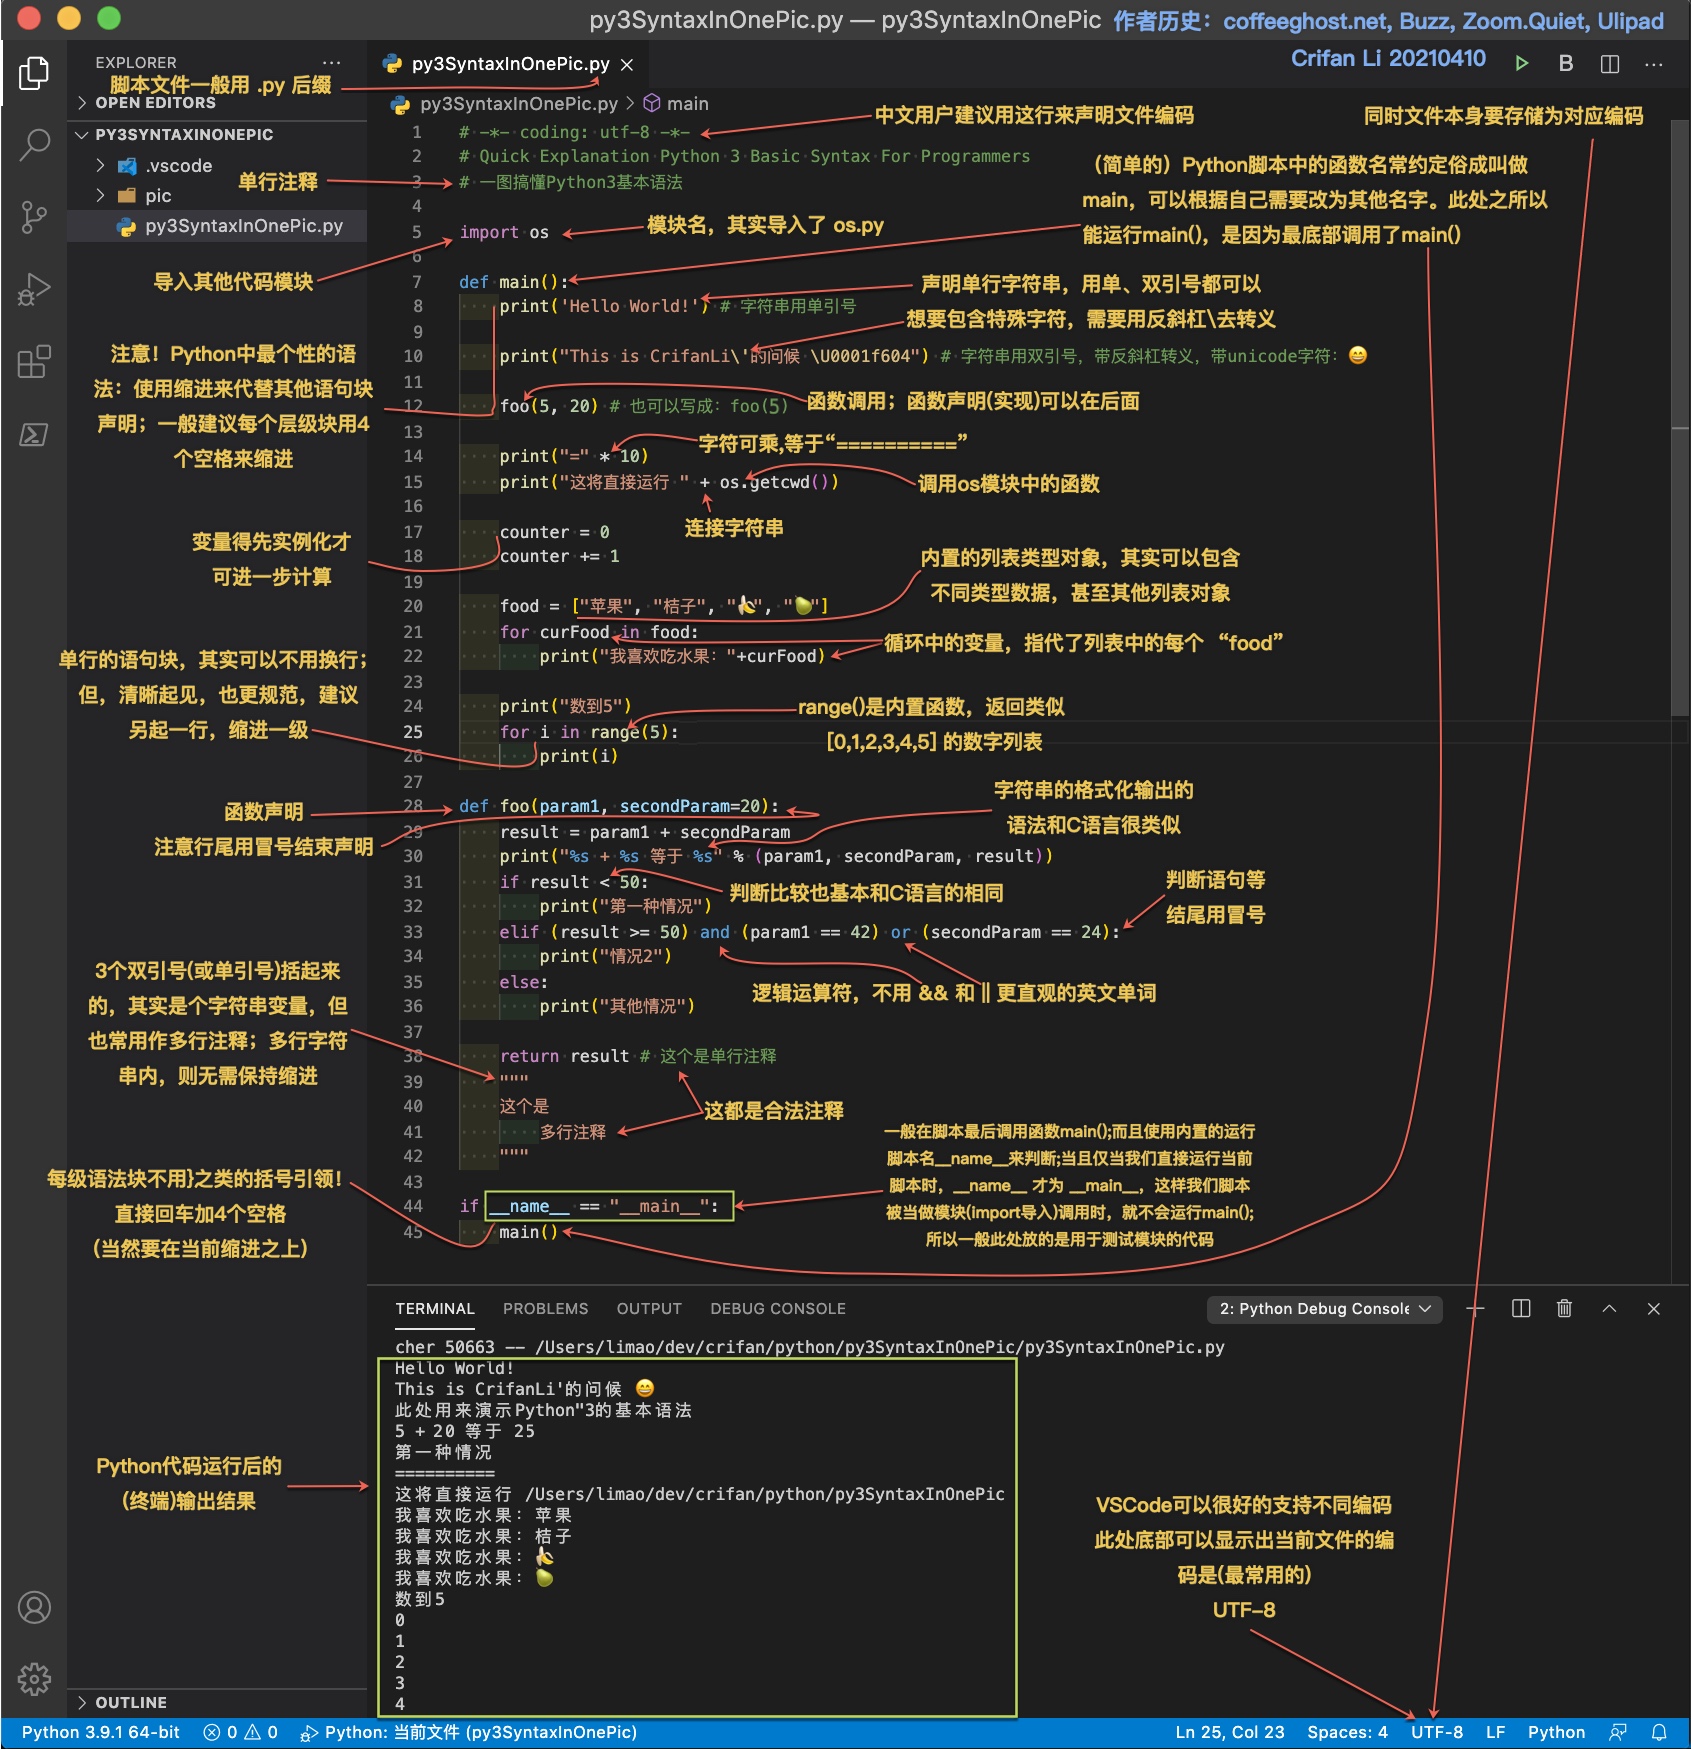 py3SyntaxInOnePic.py — py3SyntaxInOnePic 作者历史：coffeeghost.net, Buzz, Zoom.Quiet, Ulipad
Crifan Li 20210410
EXPLORER
py3SyntaxInOnePic.py
脚本文件一般用 .py 后缀
OPEN EDITORS
py3SyntaxInOnePic.py > main
PY3SYNTAXINONEPIC
.vscode
pic
py3SyntaxInOnePic.py
中文用户建议用这行来声明文件编码
同时文件本身要存储为对应编码
（简单的）Python脚本中的函数名常约定俗成叫做
main，可以根据自己需要改为其他名字。此处之所以
能运行main()，是因为最底部调用了main()
单行注释
模块名，其实导入了 os.py
导入其他代码模块
声明单行字符串，用单、双引号都可以
想要包含特殊字符，需要用反斜杠\去转义
注意！Python中最个性的语
法：使用缩进来代替其他语句块
声明；一般建议每个层级块用4
个空格来缩进
函数调用；函数声明(实现)可以在后面
字符可乘,等于“==========”
调用os模块中的函数
连接字符串
变量得先实例化才
可进一步计算
内置的列表类型对象，其实可以包含
不同类型数据，甚至其他列表对象
循环中的变量，指代了列表中的每个 “food”
单行的语句块，其实可以不用换行；
但，清晰起见，也更规范，建议
另起一行，缩进一级
range()是内置函数，返回类似
[0,1,2,3,4,5] 的数字列表
函数声明
注意行尾用冒号结束声明
字符串的格式化输出的
语法和C语言很类似
判断比较也基本和C语言的相同
判断语句等
结尾用冒号
逻辑运算符，不用 && 和 || 更直观的英文单词
3个双引号(或单引号)括起来
的，其实是个字符串变量，但
也常用作多行注释；多行字符
串内，则无需保持缩进
这都是合法注释
一般在脚本最后调用函数main();而且使用内置的运行
脚本名__name__来判断;当且仅当我们直接运行当前
脚本时，__name__ 才为 __main__，这样我们脚本
被当做模块(import导入)调用时，就不会运行main();
所以一般此处放的是用于测试模块的代码
每级语法块不用}之类的括号引领！
直接回车加4个空格
（当然要在当前缩进之上）
1 # -*- coding: utf-8 -*-
2 # Quick Explanation Python 3 Basic Syntax For Programmers
3 # 一图搞懂Python3基本语法
4
5 import os
6
7 def main():
8     print('Hello World!') # 字符串用单引号
9
10     print("This is CrifanLi\'的问候 \U0001f604") # 字符串用双引号，带反斜杠转义，带unicode字符：😄
11
12     foo(5, 20) # 也可以写成：foo(5)
13
14     print("=" * 10)
15     print("这将直接运行 " + os.getcwd())
16
17     counter = 0
18     counter += 1
19
20     food = ["苹果", "桔子", "🍌", "🍐"]
21     for curFood in food:
22         print("我喜欢吃水果："+curFood)
23
24     print("数到5")
25     for i in range(5):
26         print(i)
27
28 def foo(param1, secondParam=20):
29     result = param1 + secondParam
30     print("%s + %s 等于 %s" % (param1, secondParam, result))
31     if result < 50:
32         print("第一种情况")
33     elif (result >= 50) and (param1 == 42) or (secondParam == 24):
34         print("情况2")
35     else:
36         print("其他情况")
37
38     return result # 这个是单行注释
39     """
40     这个是
41         多行注释
42     """
43
44 if __name__ == "__main__":
45     main()
TERMINAL PROBLEMS OUTPUT DEBUG CONSOLE 2: Python Debug Console
cher 50663 -- /Users/limao/dev/crifan/python/py3SyntaxInOnePic/py3SyntaxInOnePic.py
Hello World!
This is CrifanLi'的问候 😄
此处用来演示Python"3的基本语法
5 + 20 等于 25
第一种情况
==========
这将直接运行 /Users/limao/dev/crifan/python/py3SyntaxInOnePic
我喜欢吃水果：苹果
我喜欢吃水果：桔子
我喜欢吃水果：🍌
我喜欢吃水果：🍐
数到5
0
1
2
3
4
Python代码运行后的
(终端)输出结果
VSCode可以很好的支持不同编码
此处底部可以显示出当前文件的编
码是(最常用的)
UTF-8
OUTLINE
Python 3.9.1 64-bit 0 0 Python: 当前文件 (py3SyntaxInOnePic) Ln 25, Col 23 Spaces: 4 UTF-8 LF Python